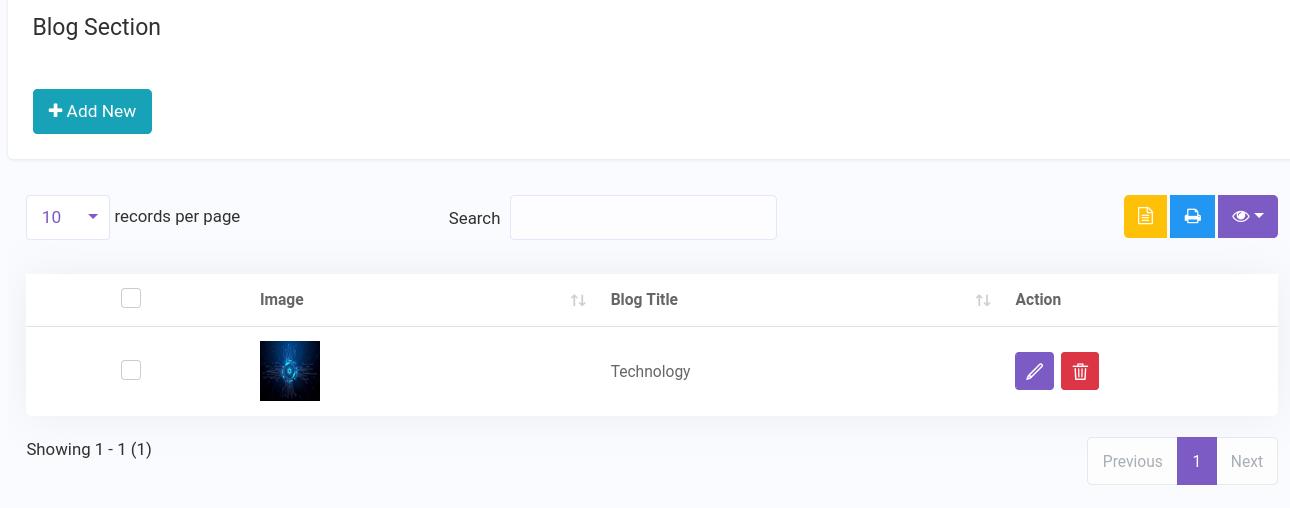 Blog Section
Add New
10 records per page Search
Image Blog Title Action
Technology
Showing 1 - 1 (1)
Previous 1 Next